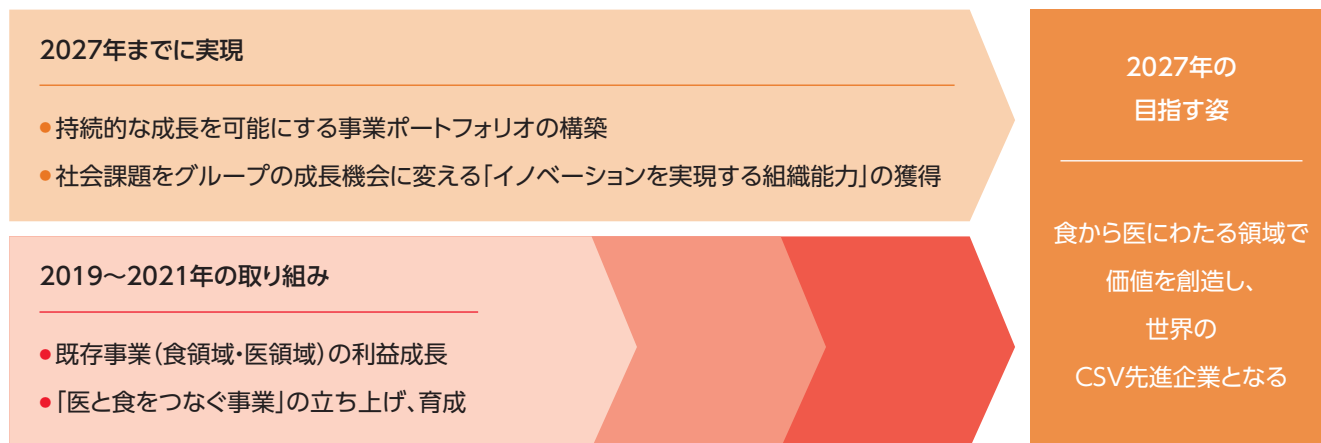 2027年までに実現
●持続的な成長を可能にする事業ポートフォリオの構築
●社会課題をグループの成長機会に変える「イノベーションを実現する組織能力」の獲得
2019～2021年の取り組み
●既存事業（食領域・医領域）の利益成長
●「医と食をつなぐ事業」の立ち上げ、育成
2027年の
目指す姿
食から医にわたる領域で
価値を創造し、
世界の
CSV先進企業となる